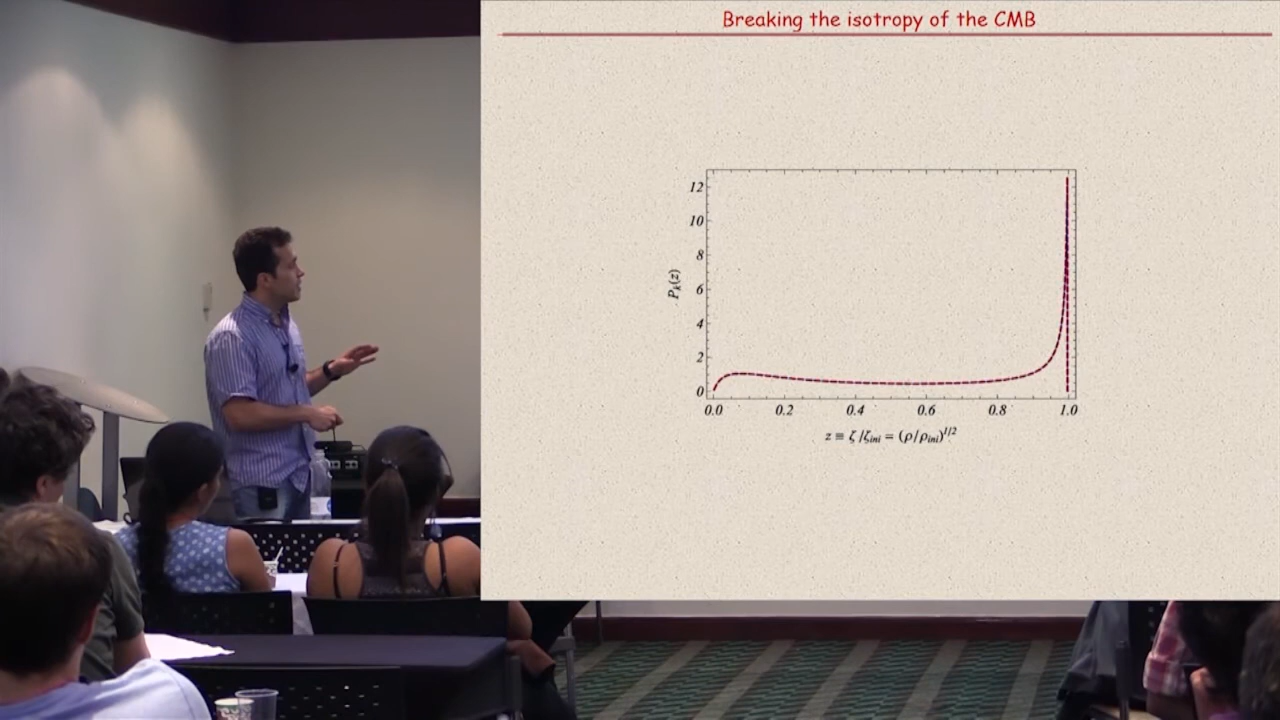 Breaking the isotropy of the CMB
12
10
8
6
4
2
0
P_k(z)
0.0 0.2 0.4 0.6 0.8 1.0
z ≡ ζ/ζ_ini = (ρ/ρ_ini)^1/2